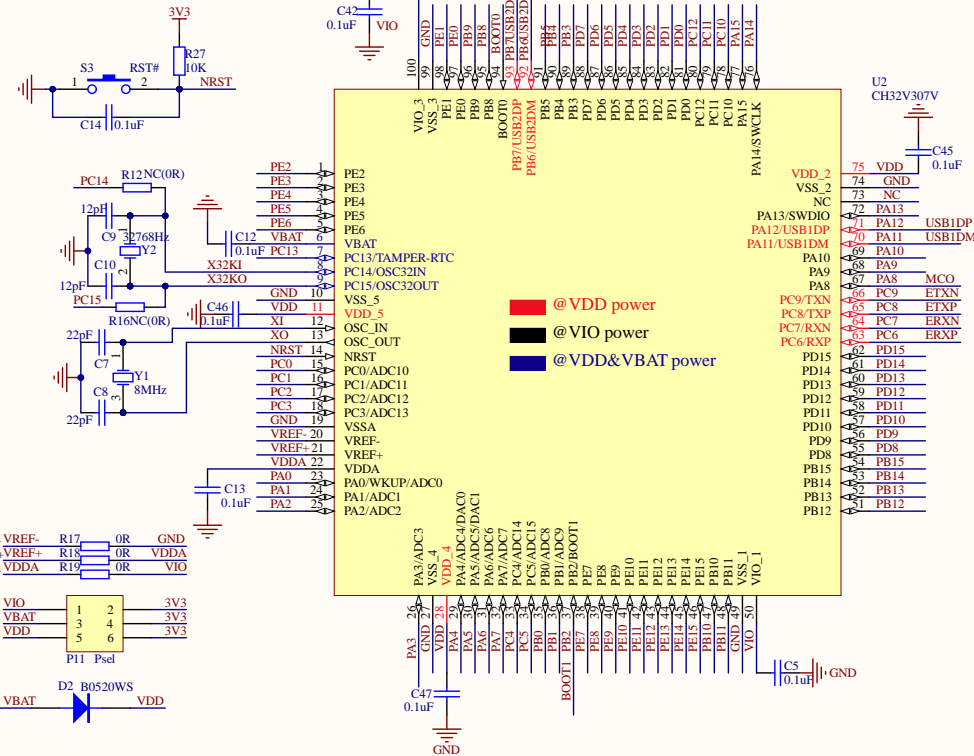 3V3
R27
10K
S3
RST#
1
2
NRST
C14
0.1uF
C42
0.1uF
VIO
GND
PE1
PE0
PB9
PB8
BOOT0
PB7USB2D
PB6USB2D
PB5
PB4
PB3
PD7
PD6
PD5
PD4
PD3
PD2
PD1
PD0
PC12
PC11
PC10
PA15
PA14
100
99
98
97
96
95
94
93
92
91
90
89
88
87
86
85
84
83
82
81
80
79
78
77
76
VIO_3
VSS_3
PE1
PE0
PB9
PB8
BOOT0
PB7/USB2DP
PB6/USB2DM
PB5
PB4
PB3
PD7
PD6
PD5
PD4
PD3
PD2
PD1
PD0
PC12
PC11
PC10
PA15
PA14/SWCLK
U2
CH32V307V
C45
0.1uF
PC14
R12
NC(0R)
12pF
C9
32768Hz
1
Y2
2
C10
12pF
PC15
R16
NC(0R)
X32KI
X32KO
C12
0.1uF
C46
0.1uF
22pF
C7
1
Y1
8MHz
3
C8
22pF
C13
0.1uF
PE2 1 PE2
PE3 2 PE3
PE4 3 PE4
PE5 4 PE5
PE6 5 PE6
VBAT 6 VBAT
PC13 7 PC13/TAMPER-RTC
8 PC14/OSC32IN
9 PC15/OSC32OUT
GND 10 VSS_5
VDD 11 VDD_5
XI 12 OSC_IN
XO 13 OSC_OUT
NRST 14 NRST
PC0 15 PC0/ADC10
PC1 16 PC1/ADC11
PC2 17 PC2/ADC12
PC3 18 PC3/ADC13
GND 19 VSSA
VREF- 20 VREF-
VREF+ 21 VREF+
VDDA 22 VDDA
PA0 23 PA0/WKUP/ADC0
PA1 24 PA1/ADC1
PA2 25 PA2/ADC2
@VDD power
@VIO power
@VDD&VBAT power
VDD_2 75 VDD
VSS_2 74 GND
NC 73 NC
PA13/SWDIO 72 PA13
PA12/USB1DP 71 PA12 USB1DP
PA11/USB1DM 70 PA11 USB1DM
PA10 69 PA10
PA9 68 PA9
PA8 67 PA8 MCO
PC9/TXN 66 PC9 ETXN
PC8/TXP 65 PC8 ETXP
PC7/RXN 64 PC7 ERXN
PC6/RXP 63 PC6 ERXP
PD15 62 PD15
PD14 61 PD14
PD13 60 PD13
PD12 59 PD12
PD11 58 PD11
PD10 57 PD10
PD9 56 PD9
PD8 55 PD8
PB15 54 PB15
PB14 53 PB14
PB13 52 PB13
PB12 51 PB12
PA3/ADC3
VSS_4
VDD_4
PA4/ADC4/DAC0
PA5/ADC5/DAC1
PA6/ADC6
PA7/ADC7
PC4/ADC14
PC5/ADC15
PB0/ADC8
PB1/ADC9
PB2/BOOT1
PE7
PE8
PE9
PE10
PE11
PE12
PE13
PE14
PE15
PB10
PB11
VSS_1
VIO_1
26
27
28
29
30
31
32
33
34
35
36
37
38
39
40
41
42
43
44
45
46
47
48
49
50
PA3
GND
VDD
PA4
PA5
PA6
PA7
PC4
PC5
PB0
PB1
PB2
PE7
PE8
PE9
PE10
PE11
PE12
PE13
PE14
PE15
PB10
PB11
GND
VIO
BOOT1
C47
0.1uF
GND
C5
0.1uF
GND
VREF- R17 0R GND
VREF+ R18 0R VDDA
VDDA R19 0R VIO
VIO 1 2 3V3
VBAT 3 4 3V3
VDD 5 6 3V3
P11 Psel
D2 B0520WS
VBAT VDD